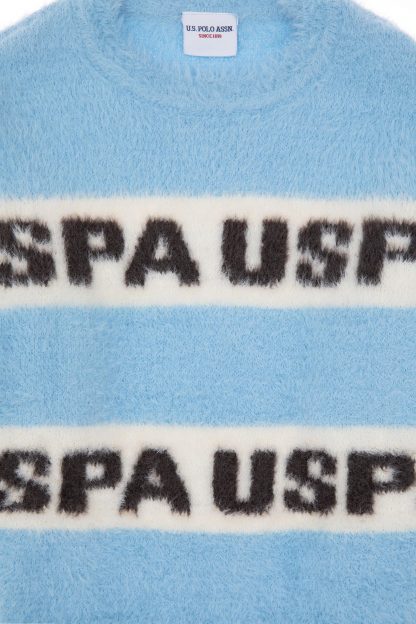 U.S. POLO ASSN.
SINCE 1890
SPA USP
SPA USP